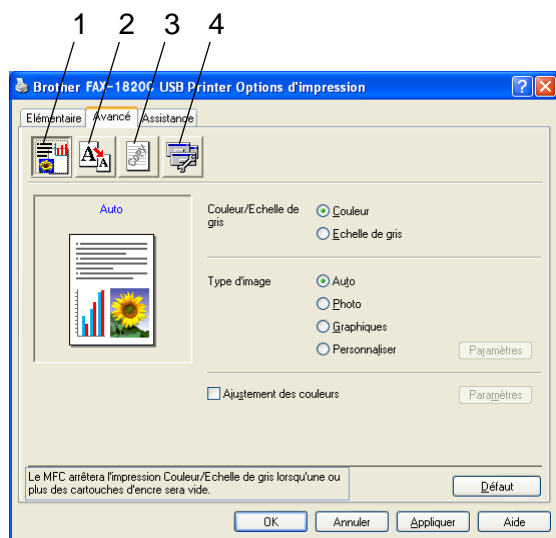 1 2 3 4
Brother FAX-1820C USB Printer Options d'impression
Elémentaire Avancé Assistance
A A COPY
Auto
Couleur/Echelle de
gris
Couleur
Echelle de gris
Type d'image
Auto
Photo
Graphiques
Personnaliser
Paramètres
Ajustement des couleurs
Paramètres
Le MFC arrêtera l'impression Couleur/Echelle de gris lorsqu'une ou
plus des cartouches d'encre sera vide.
Défaut
OK Annuler Appliquer Aide